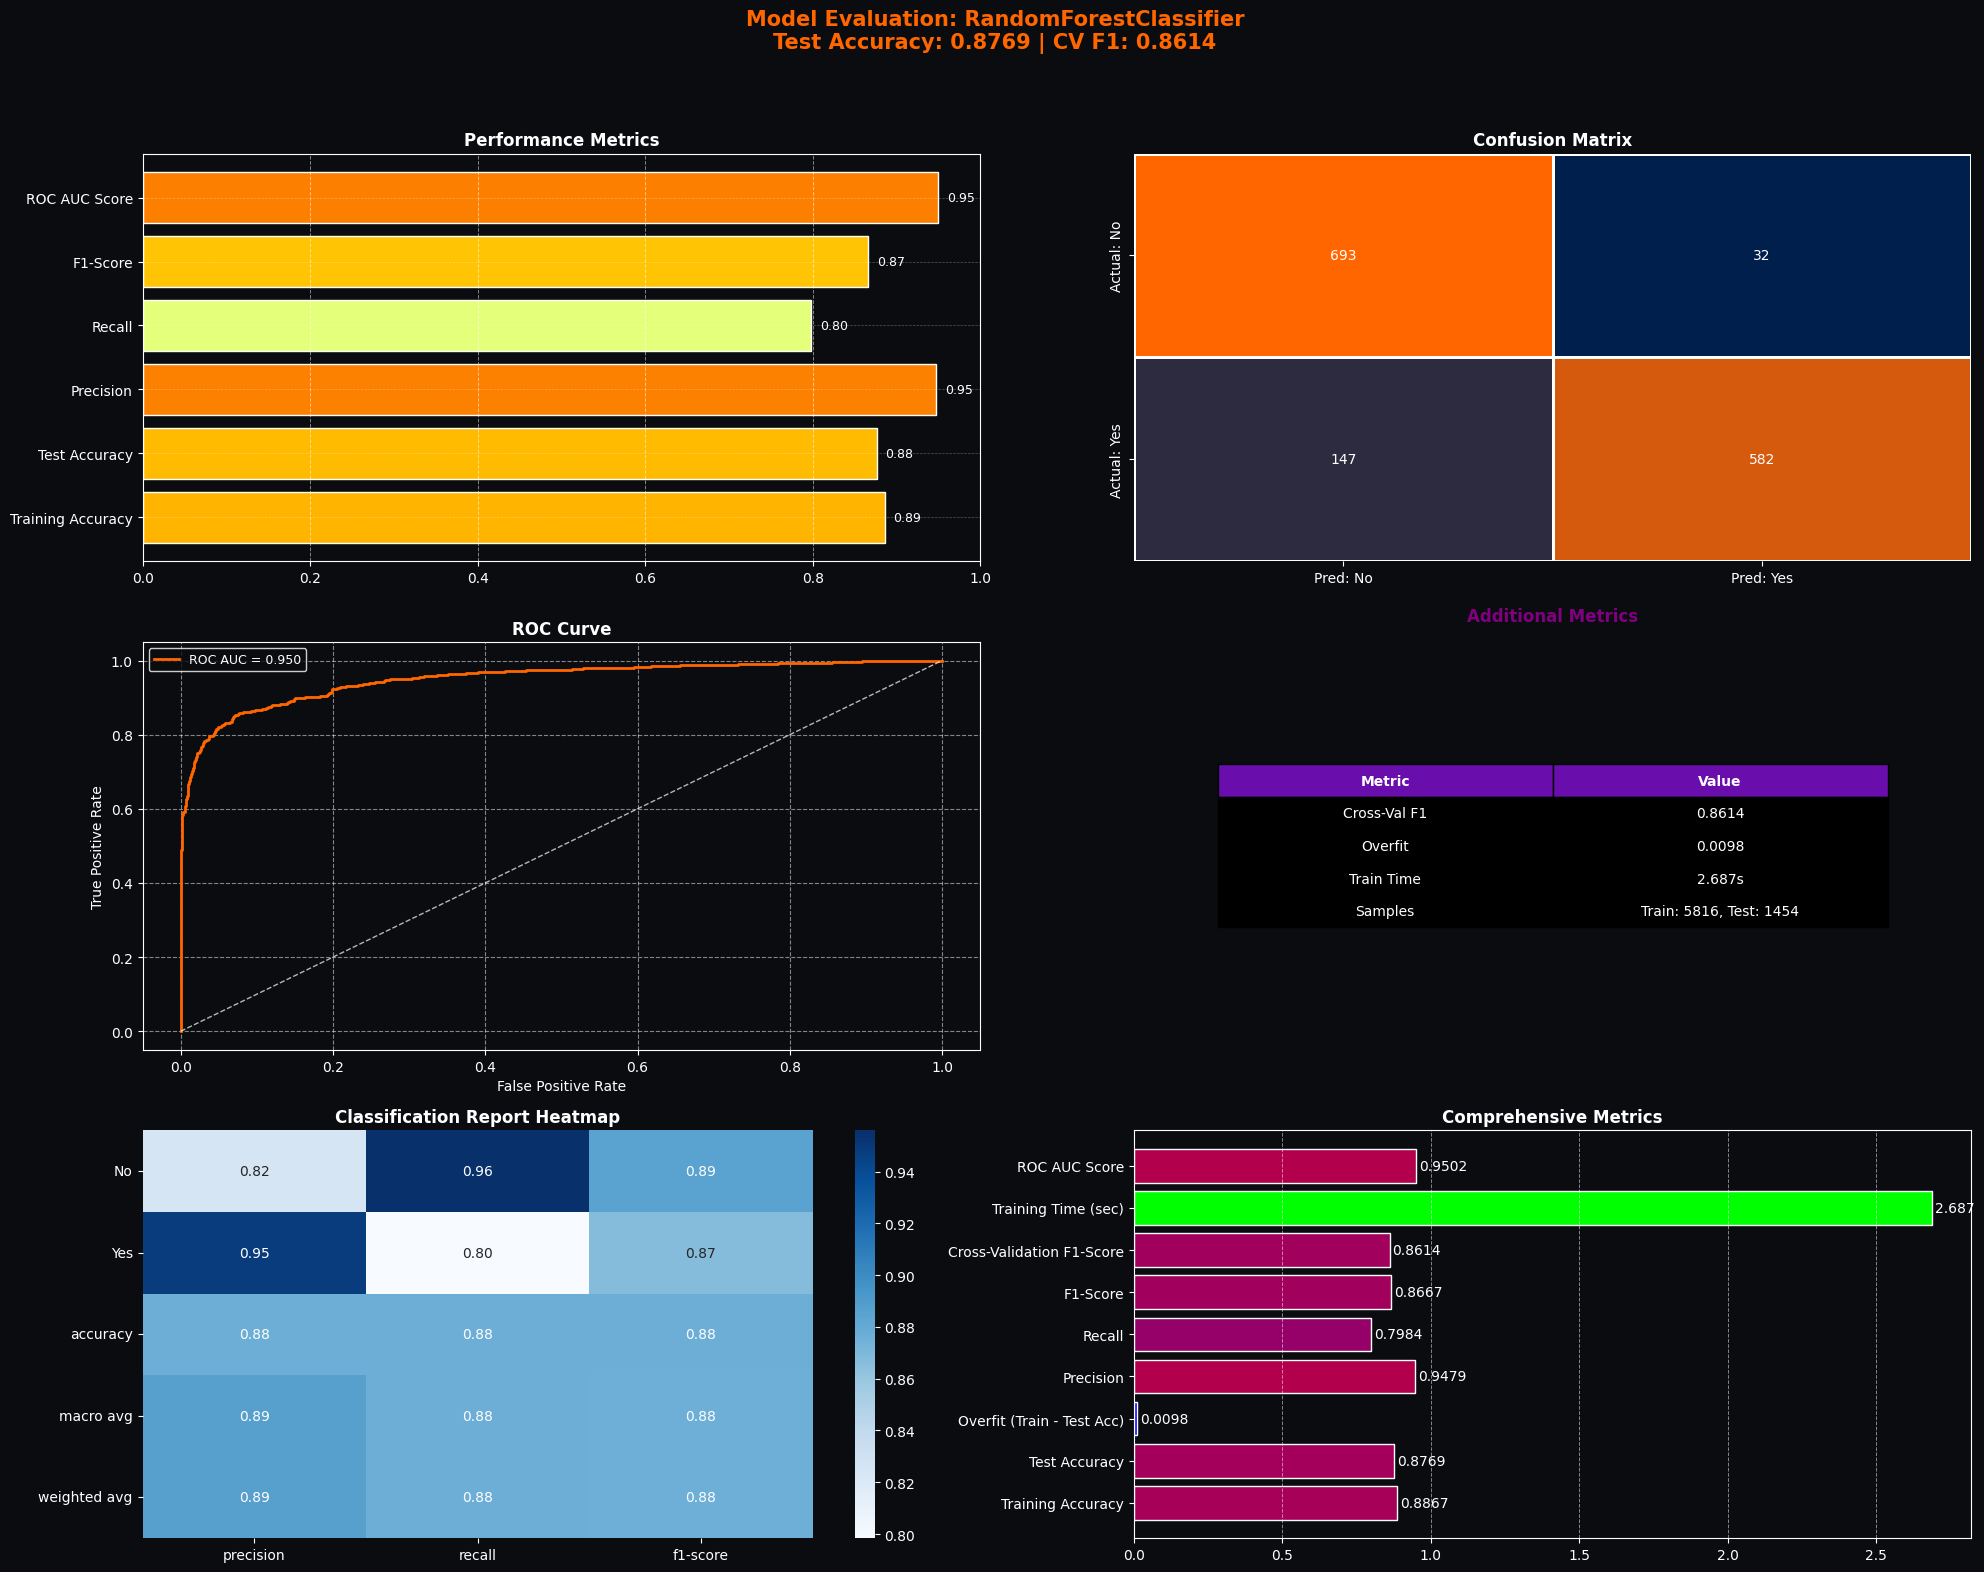 Model Evaluation: RandomForestClassifier
Test Accuracy: 0.8769 | CV F1: 0.8614
Performance Metrics
ROC AUC Score
0.95
F1-Score
0.87
Recall
0.80
Precision
0.95
Test Accuracy
0.88
Training Accuracy
0.89
0.0 0.2 0.4 0.6 0.8 1.0
Confusion Matrix
Actual: No
693 32
Actual: Yes
147 582
Pred: No Pred: Yes
ROC Curve
ROC AUC = 0.950
True Positive Rate
1.0
0.8
0.6
0.4
0.2
0.0
0.0 0.2 0.4 0.6 0.8 1.0
False Positive Rate
Additional Metrics
Metric Value
Cross-Val F1 0.8614
Overfit 0.0098
Train Time 2.687s
Samples Train: 5816, Test: 1454
Classification Report Heatmap
No 0.82 0.96 0.89
Yes 0.95 0.80 0.87
accuracy 0.88 0.88 0.88
macro avg 0.89 0.88 0.88
weighted avg 0.89 0.88 0.88
precision recall f1-score
0.94
0.92
0.90
0.88
0.86
0.84
0.82
0.80
Comprehensive Metrics
ROC AUC Score 0.9502
Training Time (sec) 2.687
Cross-Validation F1-Score 0.8614
F1-Score 0.8667
Recall 0.7984
Precision 0.9479
Overfit (Train - Test Acc) 0.0098
Test Accuracy 0.8769
Training Accuracy 0.8867
0.0 0.5 1.0 1.5 2.0 2.5